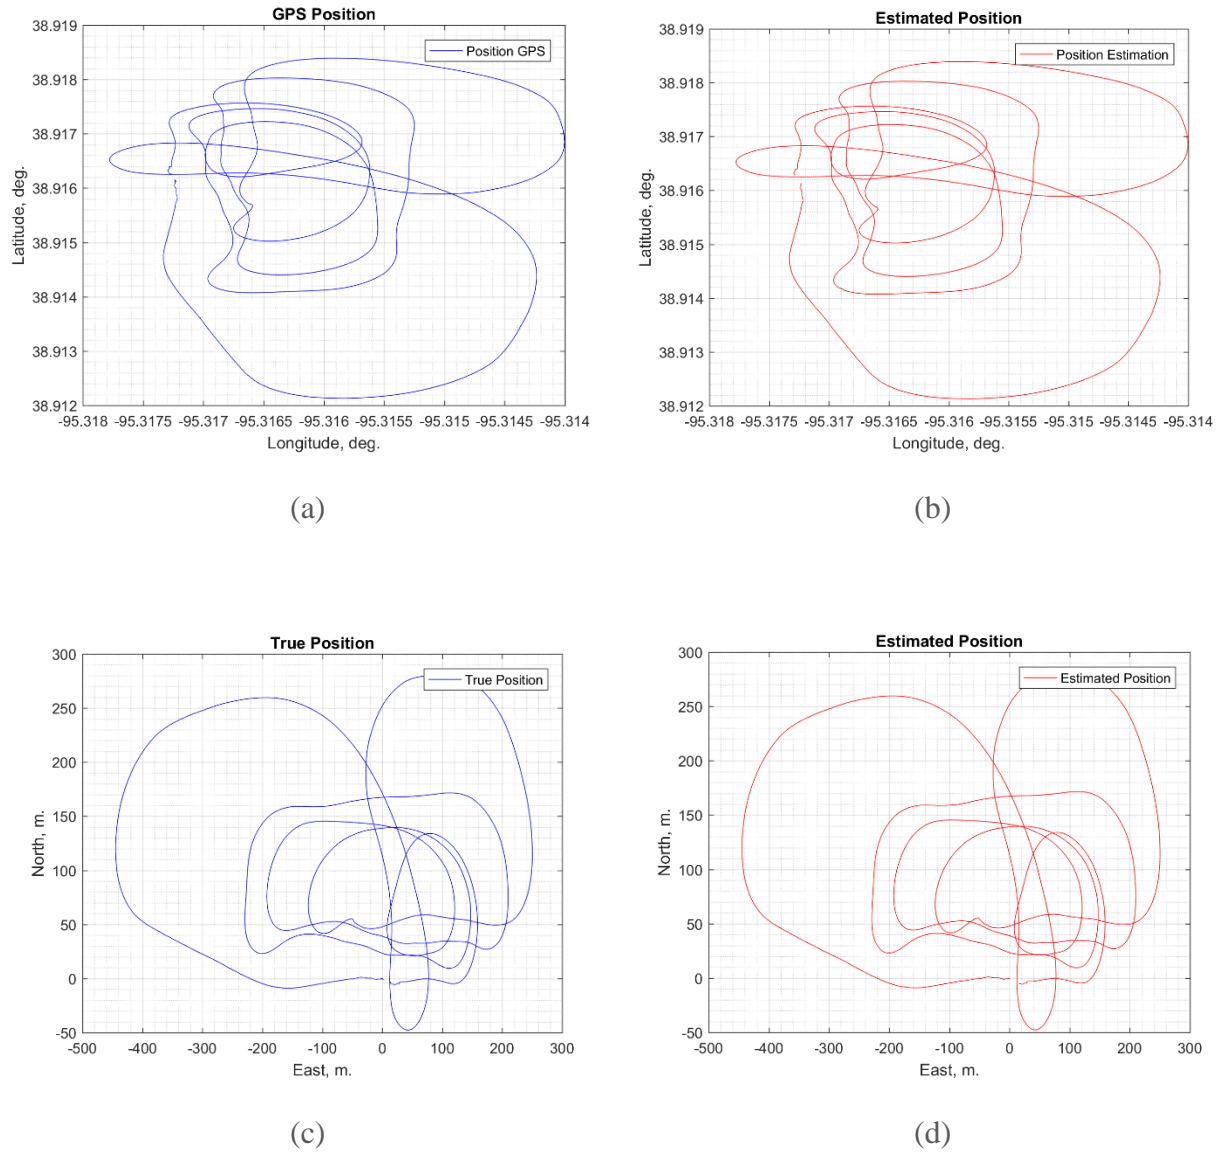 GPS Position
Position GPS
38.919
38.918
38.917
38.916
38.915
38.914
38.913
38.912
Latitude, deg.
-95.318 -95.3175 -95.317 -95.3165 -95.316 -95.3155 -95.315 -95.3145 -95.314
Longitude, deg.
(a)
Estimated Position
Position Estimation
38.919
38.918
38.917
38.916
38.915
38.914
38.913
38.912
Latitude, deg.
-95.318 -95.3175 -95.317 -95.3165 -95.316 -95.3155 -95.315 -95.3145 -95.314
Longitude, deg.
(b)
True Position
True Position
300
250
200
150
100
50
0
-50
North, m.
-500 -400 -300 -200 -100 0 100 200 300
East, m.
(c)
Estimated Position
Estimated Position
300
250
200
150
100
50
0
-50
North, m.
-500 -400 -300 -200 -100 0 100 200 300
East, m.
(d)